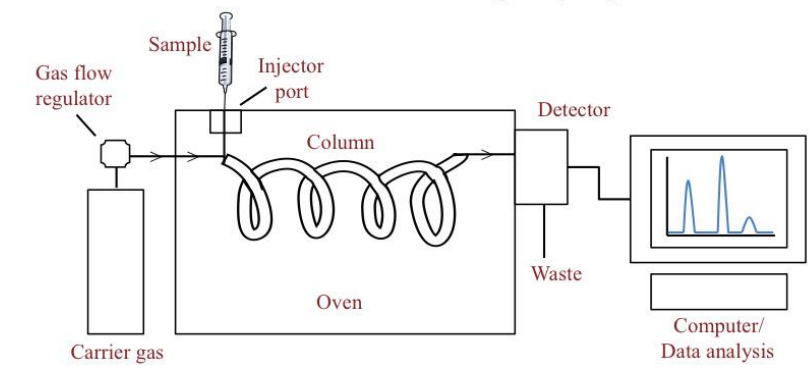 Sample
Gas flow
regulator
Injector
port
Column
Detector
Oven
Waste
Carrier gas
Computer/
Data analysis